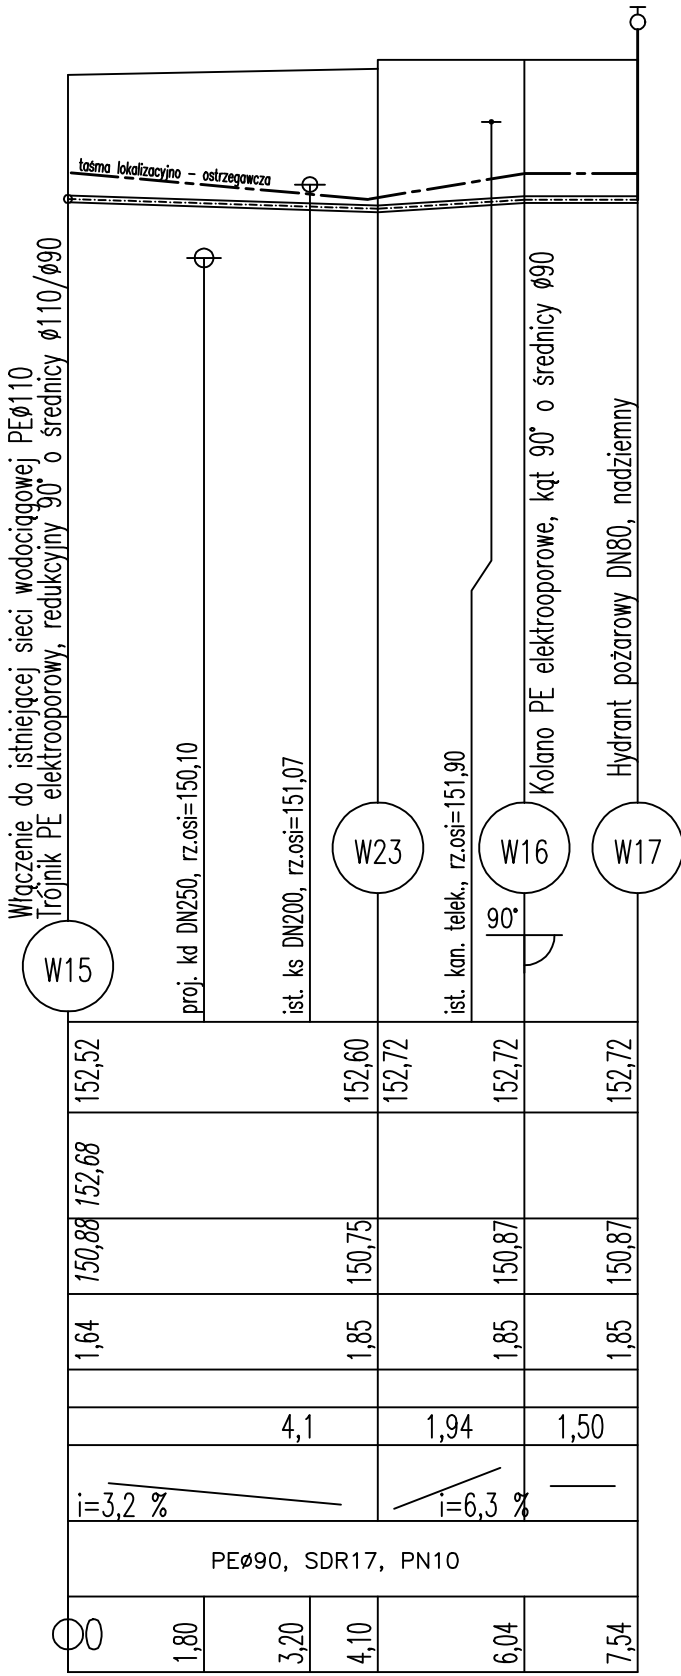 taśma lokalizacyjno - ostrzegawcza
Włączenie do istniejącej sieci wodociągowej PEø110
Trójnik PE elektrooporowy, redukcyjny 90° o średnicy ø110/ø90
proj. kd DN250, rz.osi=150,10
ist. ks DN200, rz.osi=151,07
ist. kan. telek., rz.osi=151,90
Kolano PE elektrooporowe, kąt 90° o średnicy ø90
Hydrant pożarowy DN80, nadziemny
W15
W23
W16
W17
90°
152,52 152,60 152,72 152,72 152,72
152,68
150,88 150,75 150,87 150,87
1,64 1,85 1,85 1,85
4,1 1,94 1,50
i=3,2 % i=6,3 %
PEø90, SDR17, PN10
0 1,80 3,20 4,10 6,04 7,54